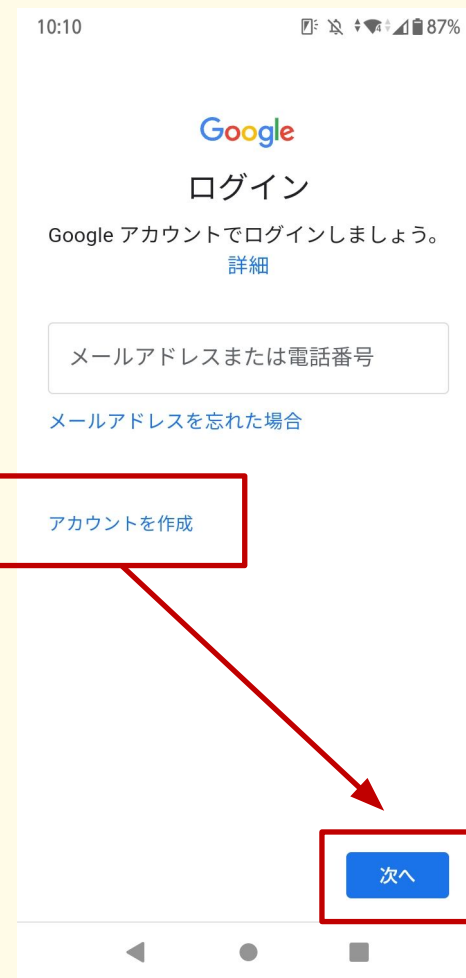 10:10 87%
Google
ログイン
Google アカウントでログインしましょう。
詳細
メールアドレスまたは電話番号
メールアドレスを忘れた場合
アカウントを作成
次へ